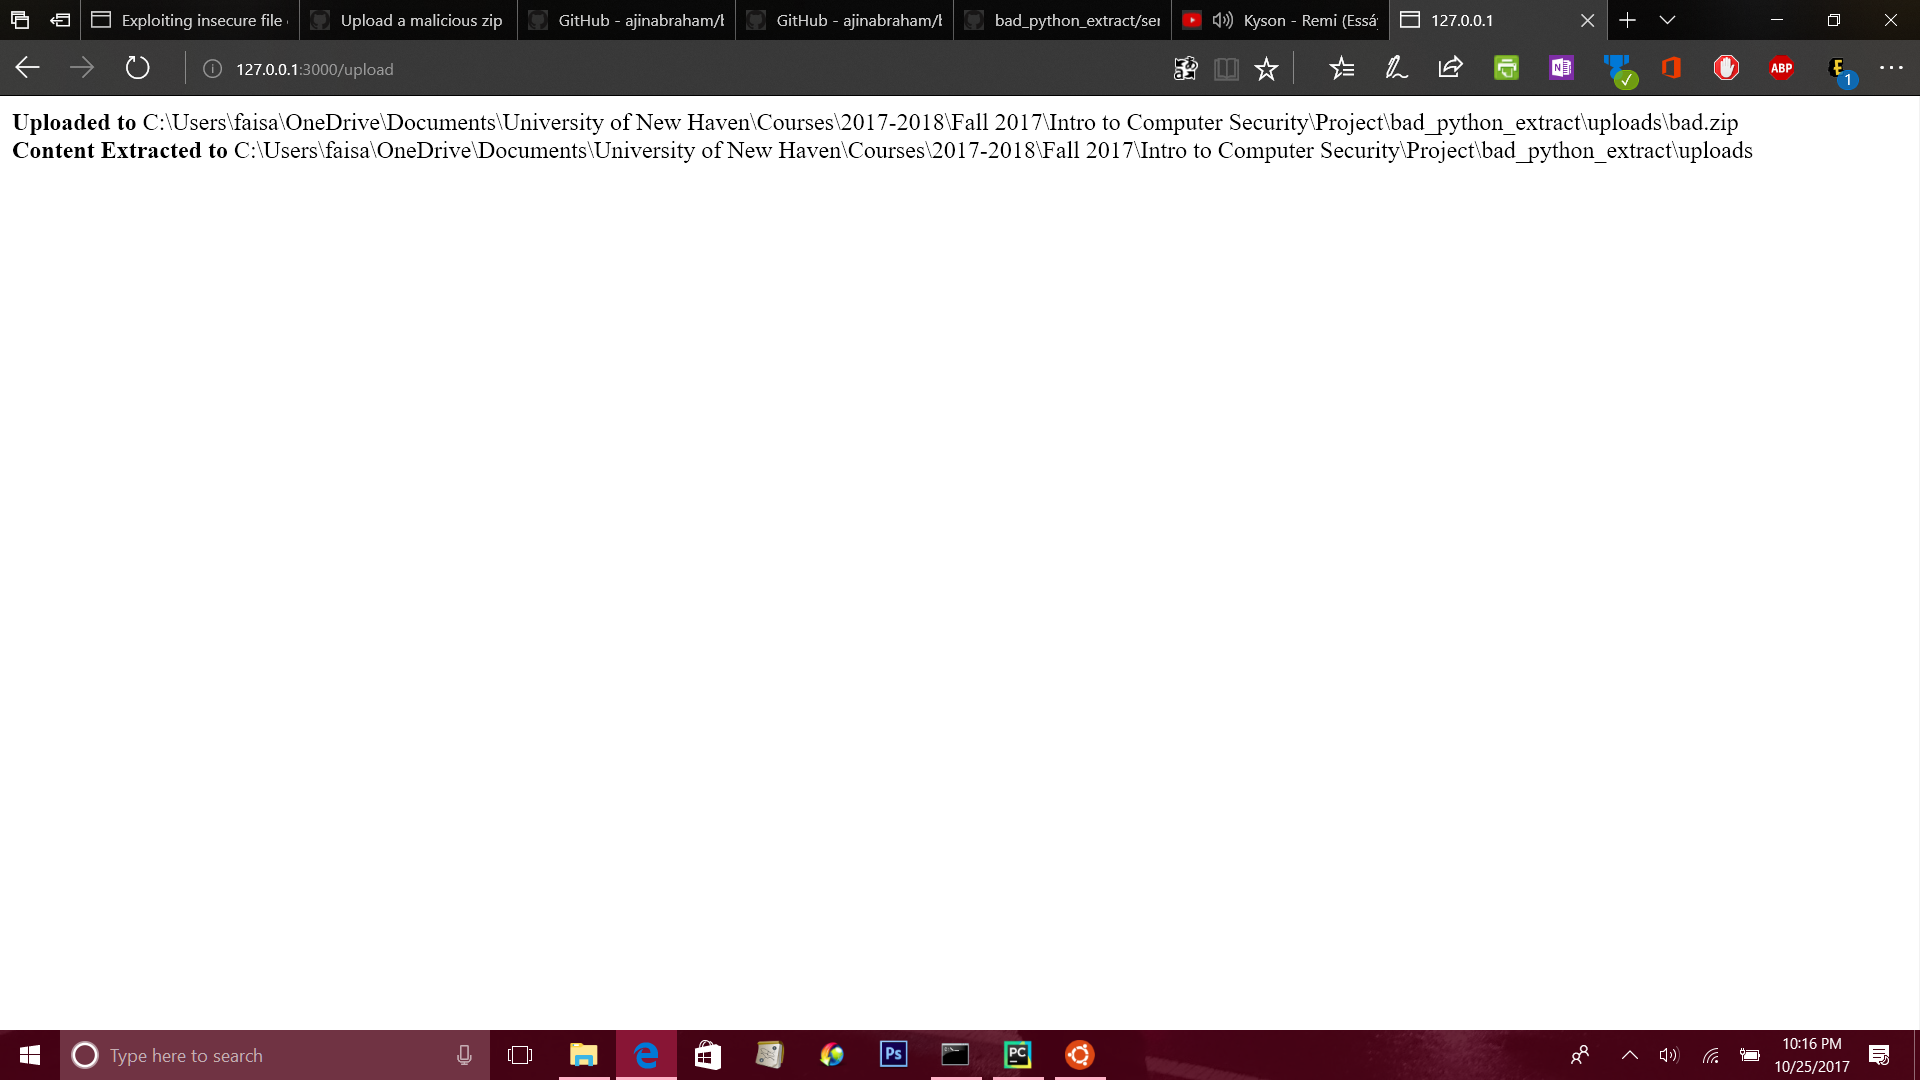 Exploiting insecure file
Upload a malicious zip
GitHub - ajinabraham/
GitHub - ajinabraham/
bad_python_extract/ser
Kyson - Remi (Essá
127.0.0.1
127.0.0.1:3000/upload
ABP
1
Uploaded to C:\Users\faisa\OneDrive\Documents\University of New Haven\Courses\2017-2018\Fall 2017\Intro to Computer Security\Project\bad_python_extract\uploads\bad.zip
Content Extracted to C:\Users\faisa\OneDrive\Documents\University of New Haven\Courses\2017-2018\Fall 2017\Intro to Computer Security\Project\bad_python_extract\uploads
Type here to search
Ps
PC
10:16 PM
10/25/2017